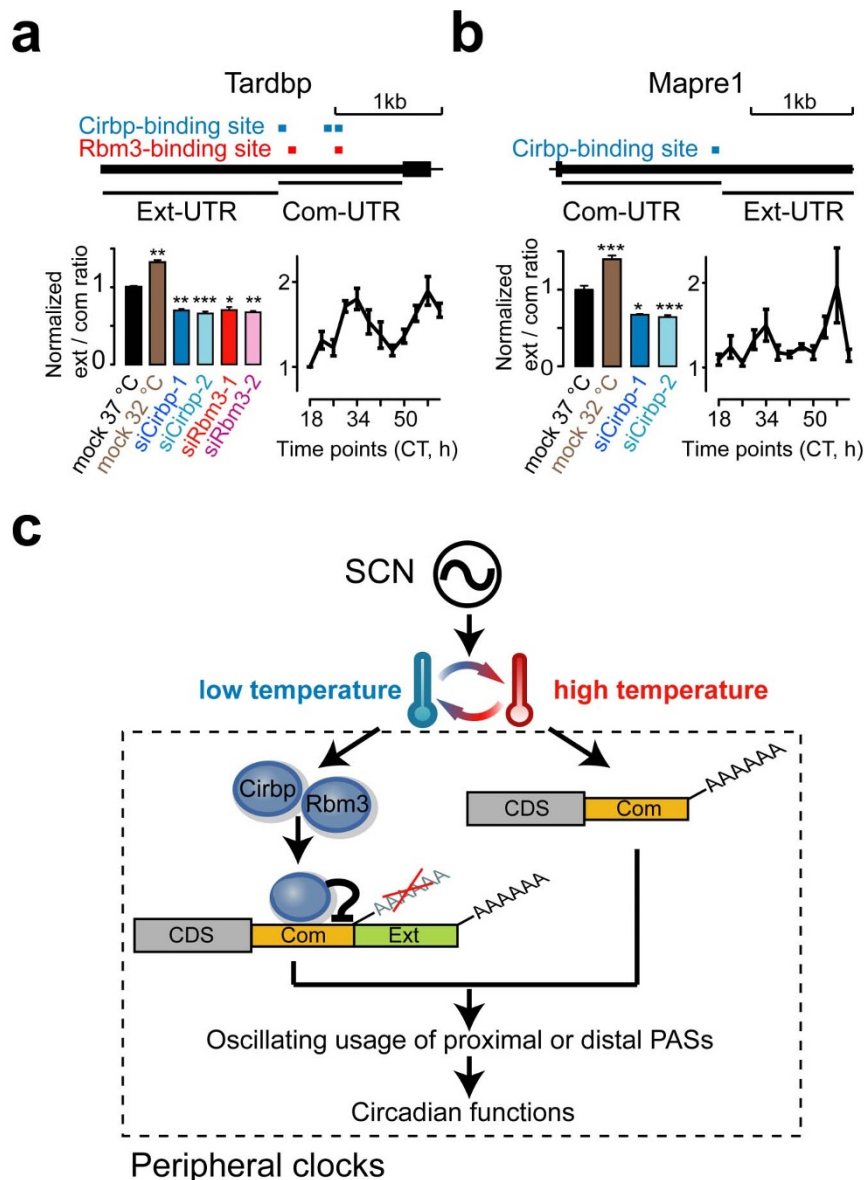 a
Tardbp
1kb
Cirbp-binding site
Rbm3-binding site
Ext-UTR
Com-UTR
Normalized
ext / com ratio
1
0
**
**
***
*
**
mock 37 °C
mock 32 °C
siCirbp-1
siCirbp-2
siRbm3-1
siRbm3-2
2
1
18
34
50
Time points (CT, h)
b
Mapre1
1kb
Cirbp-binding site
Com-UTR
Ext-UTR
Normalized
ext / com ratio
1
0
***
*
***
mock 37 °C
mock 32 °C
siCirbp-1
siCirbp-2
2
1
18
34
50
Time points (CT, h)
c
SCN
low temperature
high temperature
Cirbp
Rbm3
AAAAAA
CDS
Com
AAAAAA
AAAAAA
CDS
Com
Ext
Oscillating usage of proximal or distal PASs
Circadian functions
Peripheral clocks